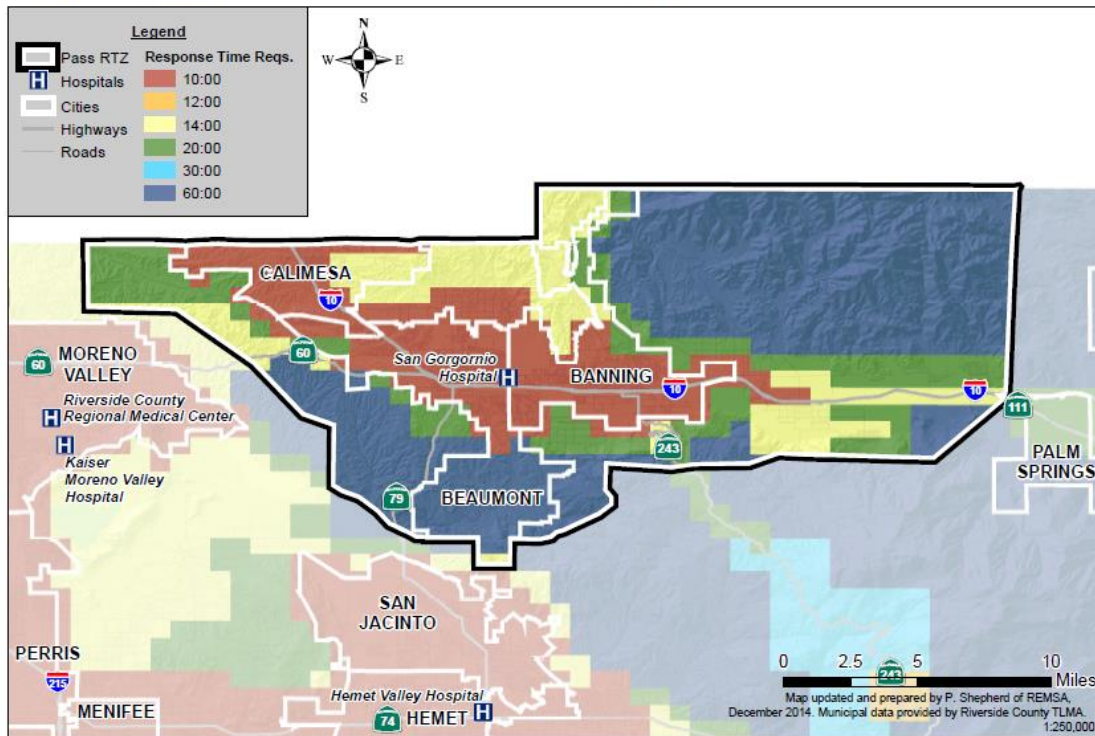 Legend
Pass RTZ
H Hospitals
Cities
Highways
Roads
Response Time Reqs.
10:00
12:00
14:00
20:00
30:00
60:00
N
W E
S
CALIMESA
10
60
MORENO
VALLEY
60
San Gorgornio
Hospital H
BANNING
10
10
111
H Riverside County
Regional Medical Center
H
Kaiser
Moreno Valley
Hospital
243
PALM
SPRINGS
79
BEAUMONT
SAN
JACINTO
PERRIS
215
MENIFEE
Hemet Valley Hospital H
74 HEMET
243
0 2.5 5 10
Miles
Map updated and prepared by P. Shepherd of REMSA,
December 2014. Municipal data provided by Riverside County TLMA.
1:250,000